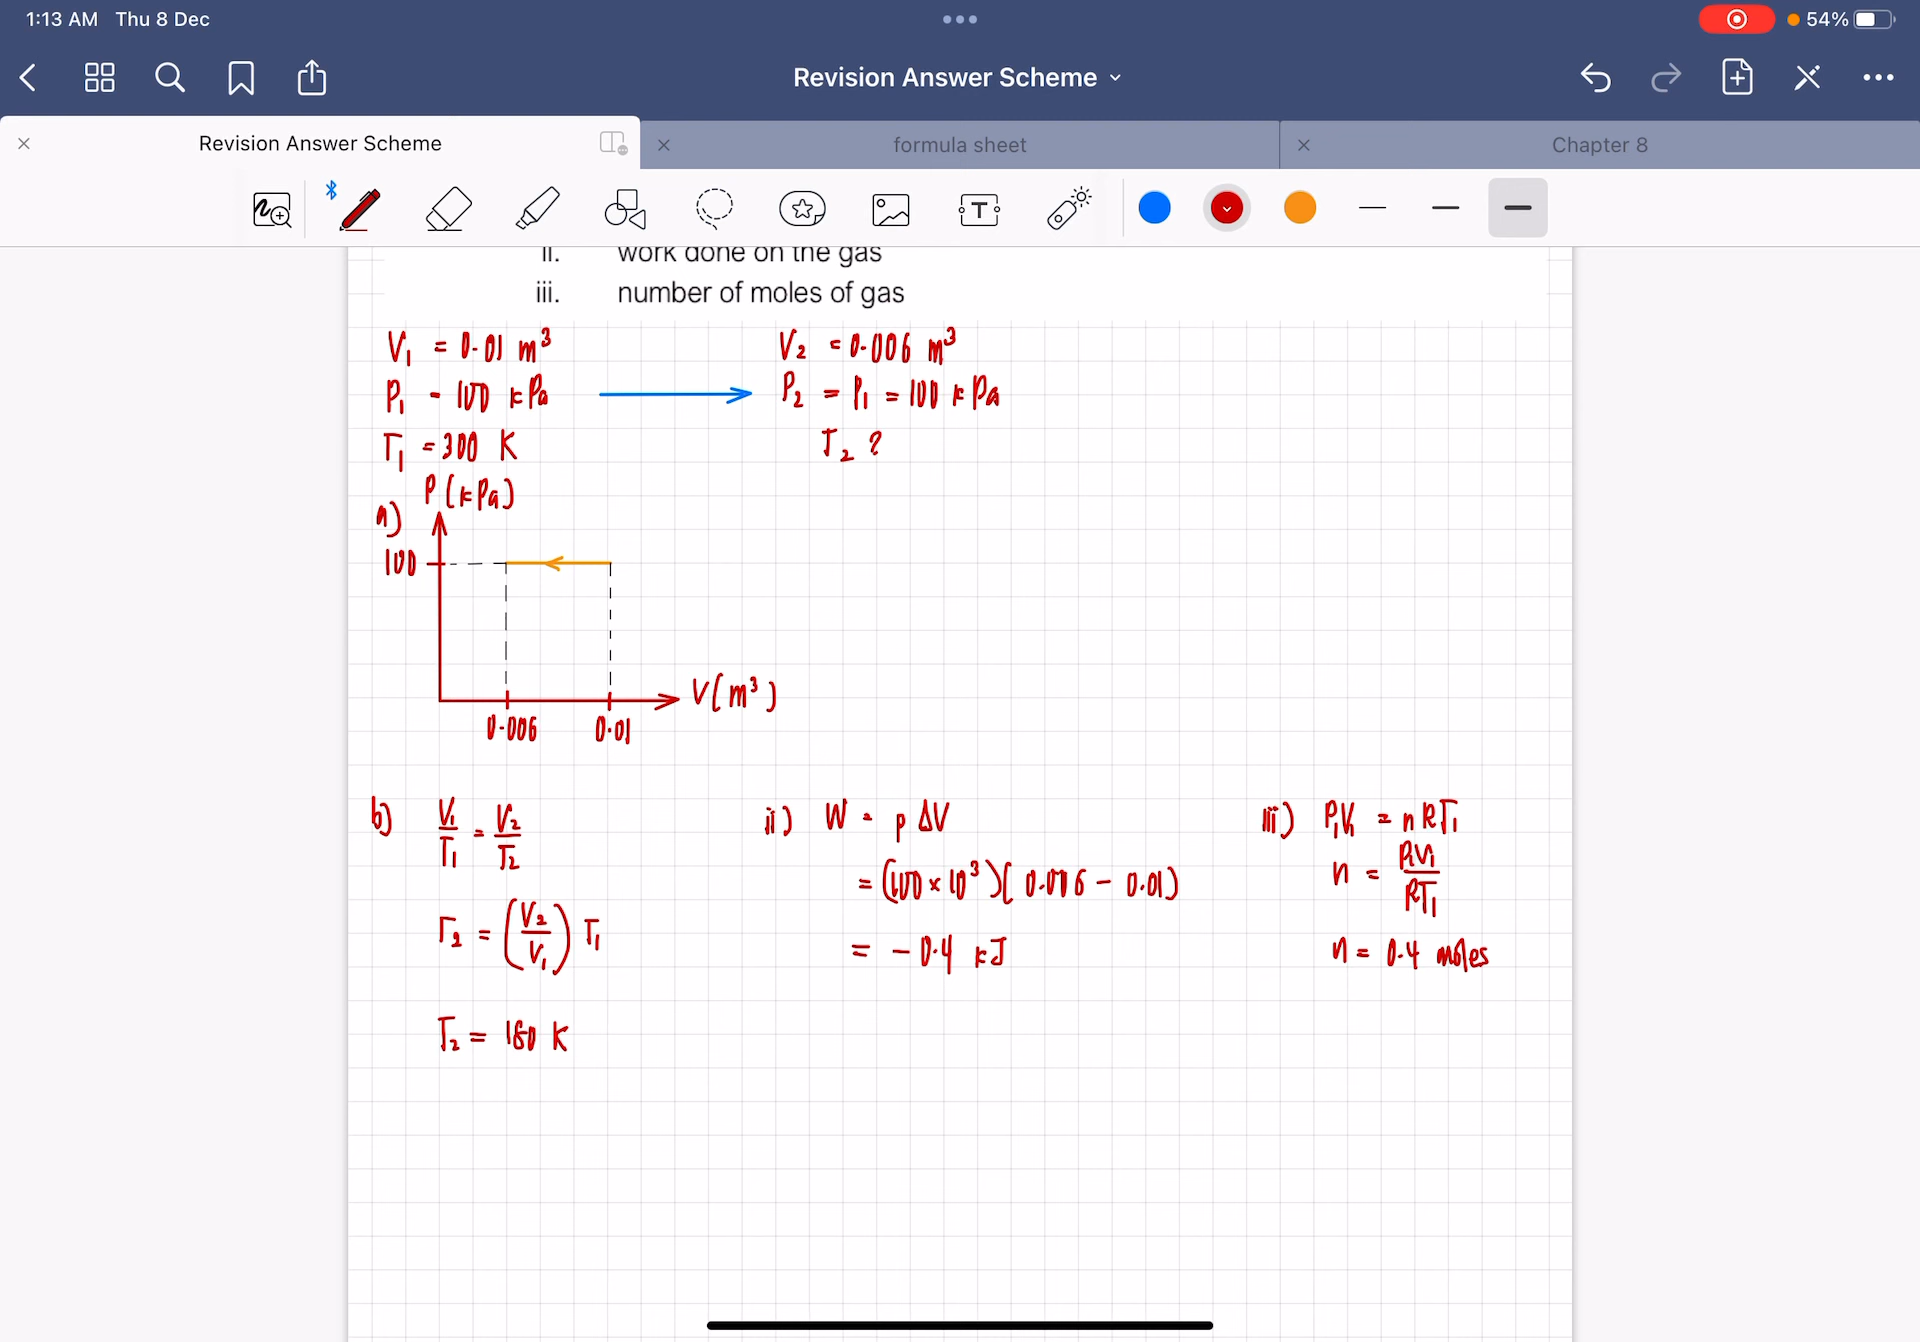 1:13 AM Thu 8 Dec
54%
Revision Answer Scheme
Revision Answer Scheme
formula sheet
Chapter 8
ii. work done on the gas
iii. number of moles of gas
V₁ = 0.01 m³
P₁ = 100 kPa
T₁ = 300 K
V₂ = 0.006 m³
P₂ = P₁ = 100 kPa
T₂ ?
a)
P (kPa)
100
V (m³)
0.006 0.01
b) V₁/T₁ = V₂/T₂
T₂ = (V₂/V₁) T₁
T₂ = 180 K
ii) W = p ΔV
= (100 × 10³)(0.006 − 0.01)
= −0.4 kJ
iii) P₁V₁ = nRT₁
n = P₁V₁/RT₁
n = 0.4 moles